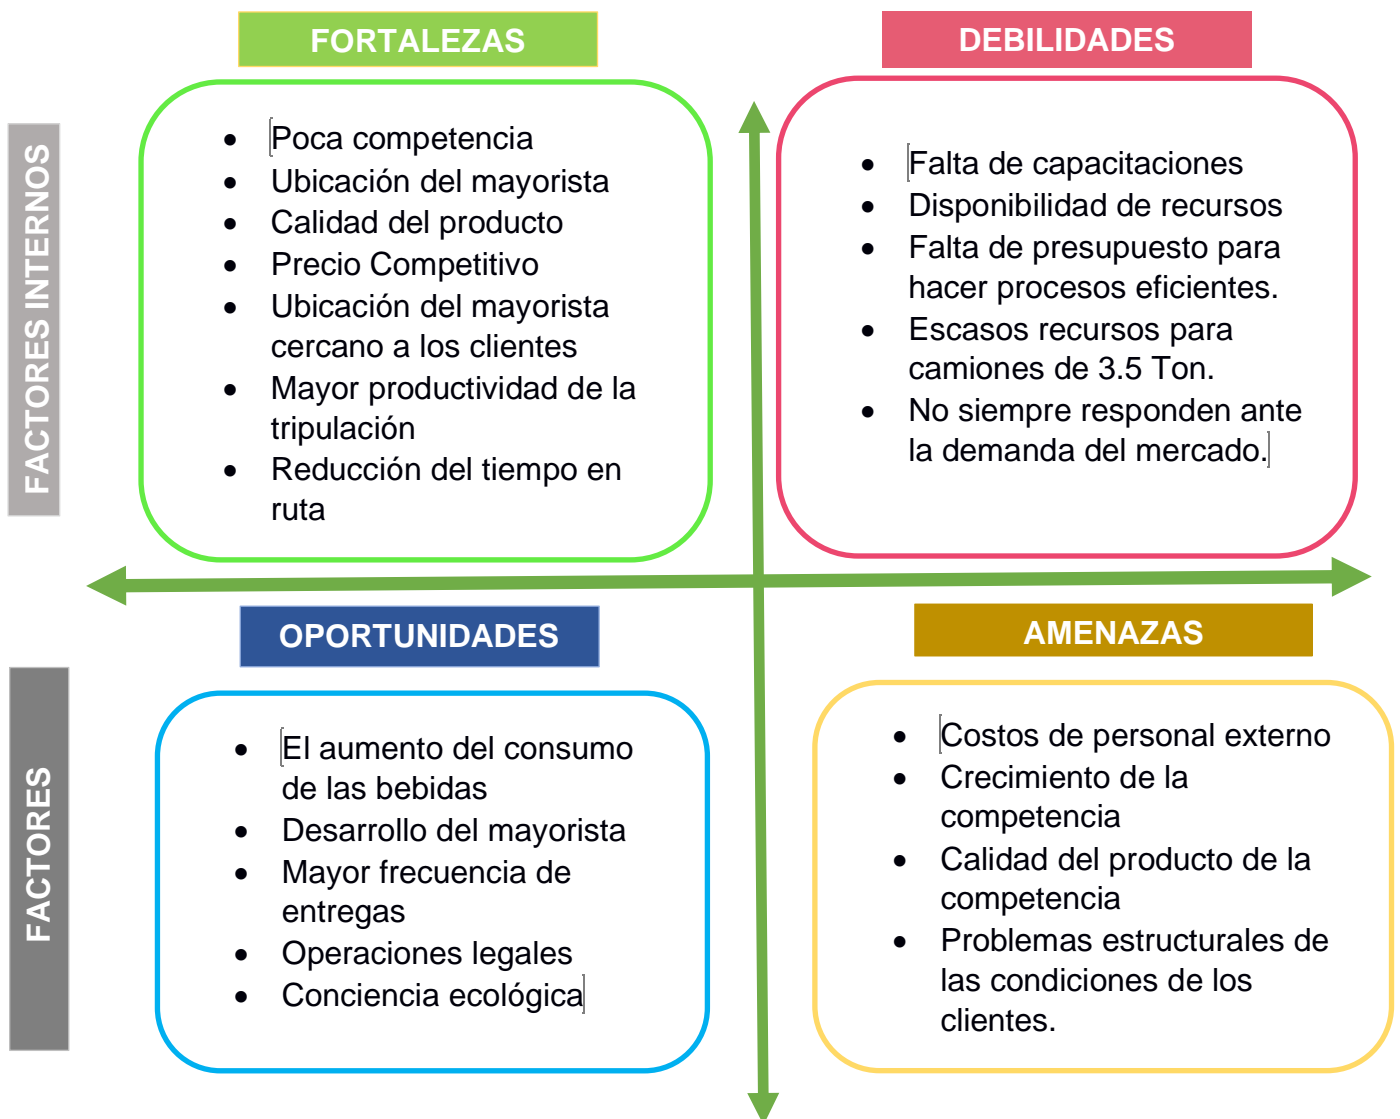 FORTALEZAS
DEBILIDADES
FACTORES INTERNOS
• Poca competencia
• Ubicación del mayorista
• Calidad del producto
• Precio Competitivo
• Ubicación del mayorista
cercano a los clientes
• Mayor productividad de la
tripulación
• Reducción del tiempo en
ruta
• Falta de capacitaciones
• Disponibilidad de recursos
• Falta de presupuesto para
hacer procesos eficientes.
• Escasos recursos para
camiones de 3.5 Ton.
• No siempre responden ante
la demanda del mercado.
OPORTUNIDADES
AMENAZAS
FACTORES
• El aumento del consumo
de las bebidas
• Desarrollo del mayorista
• Mayor frecuencia de
entregas
• Operaciones legales
• Conciencia ecológica
• Costos de personal externo
• Crecimiento de la
competencia
• Calidad del producto de la
competencia
• Problemas estructurales de
las condiciones de los
clientes.